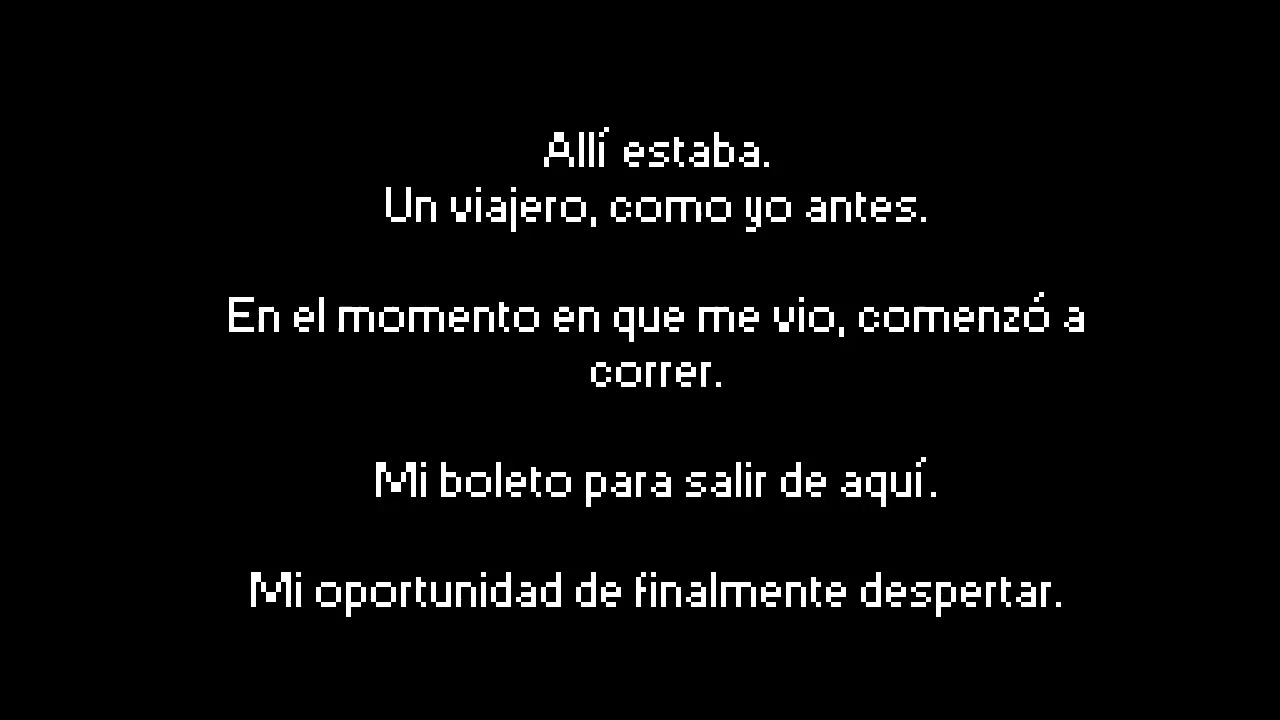 Allí estaba.
Un viajero, como yo antes.
En el momento en que me vio, comenzó a
correr.
Mi boleto para salir de aquí.
Mi oportunidad de finalmente despertar.